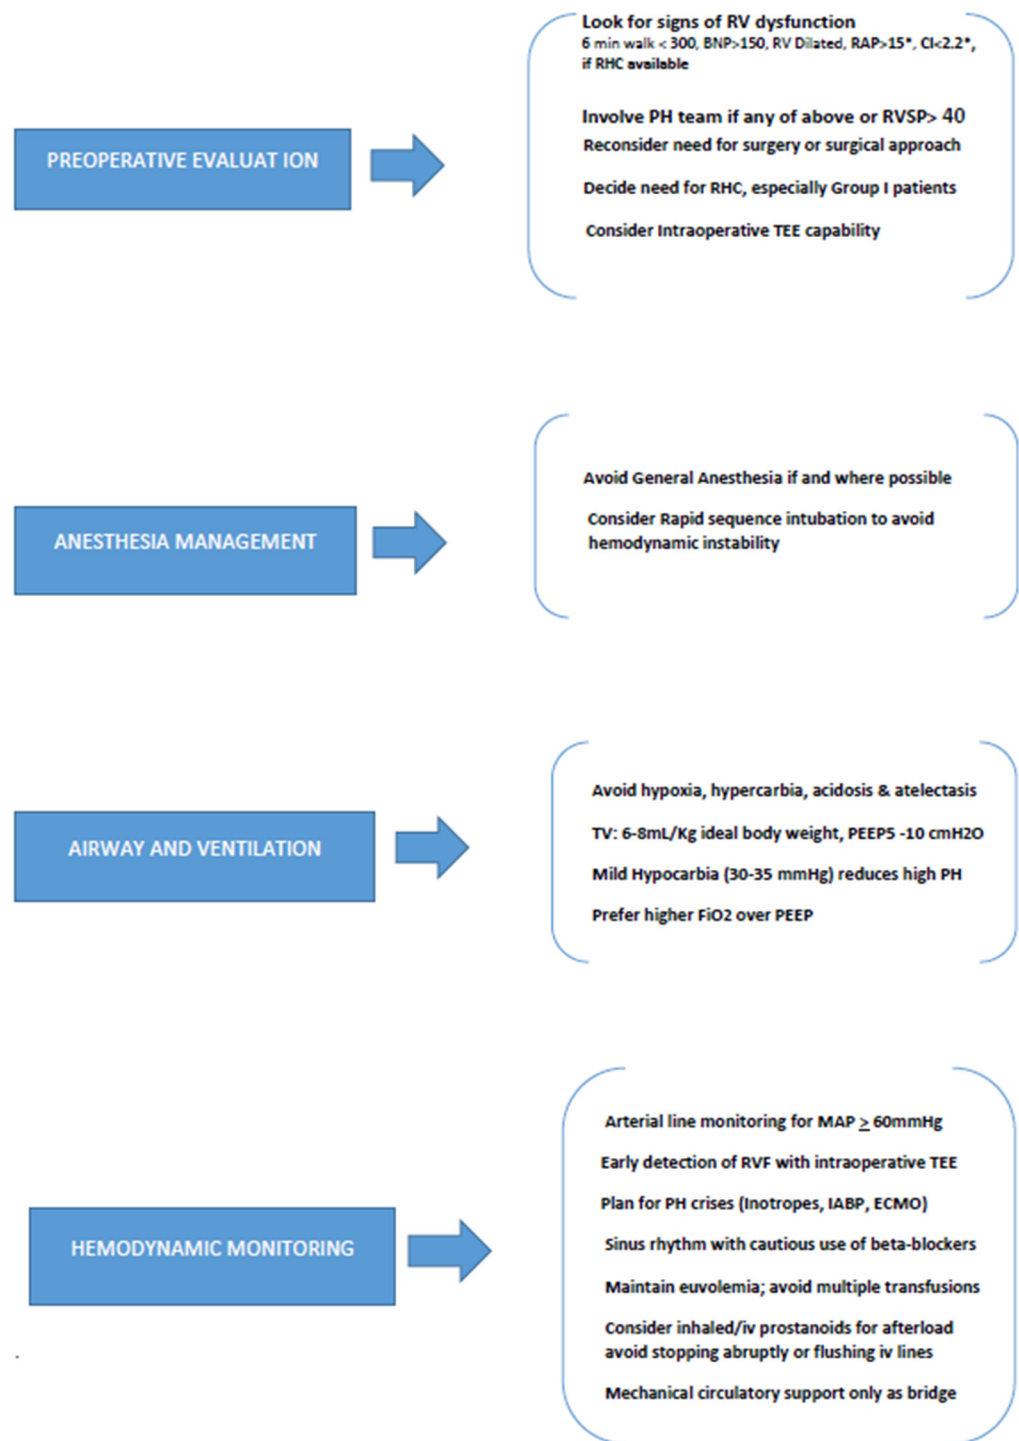 Look for signs of RV dysfunction
6 min walk < 300, BNP>150, RV Dilated, RAP>15*, CI<2.2*,
if RHC available
Involve PH team if any of above or RVSP> 40
PREOPERATIVE EVALUAT ION
Reconsider need for surgery or surgical approach
Decide need for RHC, especially Group I patients
Consider Intraoperative TEE capability
Avoid General Anesthesia if and where possible
ANESTHESIA MANAGEMENT
Consider Rapid sequence intubation to avoid
hemodynamic instability
Avoid hypoxia, hypercarbia, acidosis & atelectasis
AIRWAY AND VENTILATION
TV: 6-8mL/Kg ideal body weight, PEEP5 -10 cmH2O
Mild Hypocarbia (30-35 mmHg) reduces high PH
Prefer higher FiO2 over PEEP
Arterial line monitoring for MAP ≥ 60mmHg
Early detection of RVF with intraoperative TEE
Plan for PH crises (Inotropes, IABP, ECMO)
HEMODYNAMIC MONITORING
Sinus rhythm with cautious use of beta-blockers
Maintain euvolemia; avoid multiple transfusions
Consider inhaled/iv prostanoids for afterload
avoid stopping abruptly or flushing iv lines
Mechanical circulatory support only as bridge
.